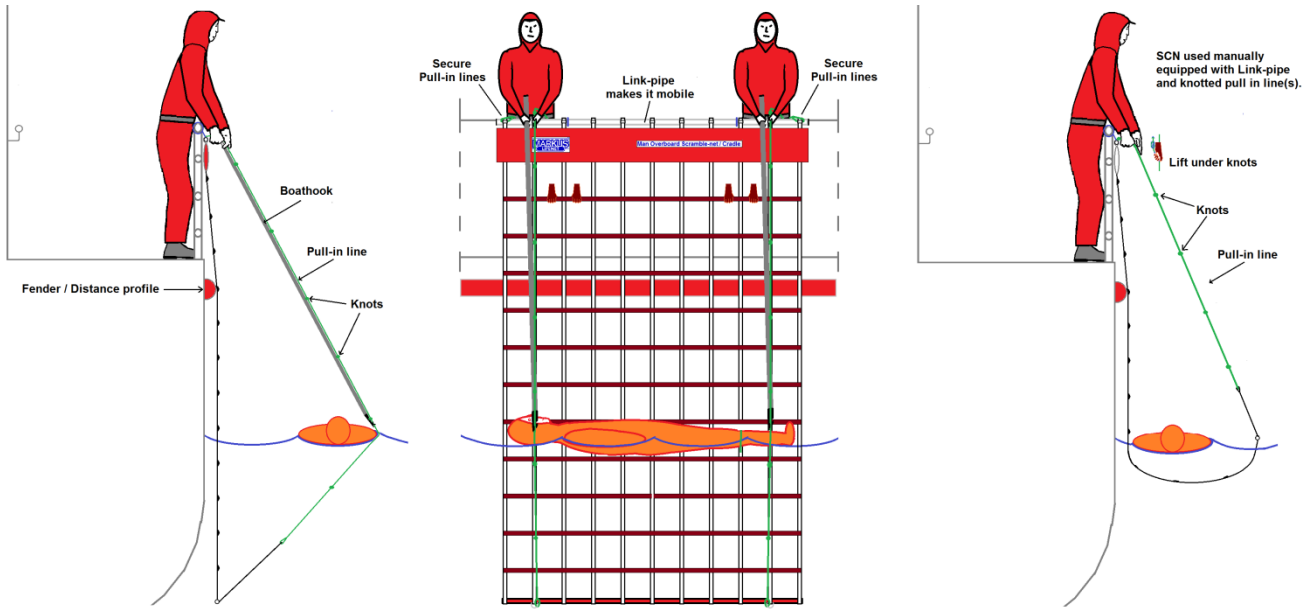 Boathook
Pull-in line
Fender / Distance profile
Knots
Secure
Pull-in lines
Link-pipe
makes it mobile
Secure
Pull-in lines
MARKUS
Man Overboard Scramble-net / Cradle
SCN used manually
equipped with Link-pipe
and knotted pull in line(s).
Lift under knots
Knots
Pull-in line